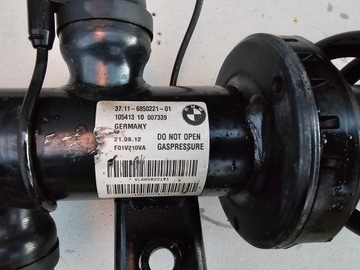 37.11-6850221-01
105413 10 007339
GERMANY
21.08.12 DO NOT OPEN
F01V210VA GASPRESSURE